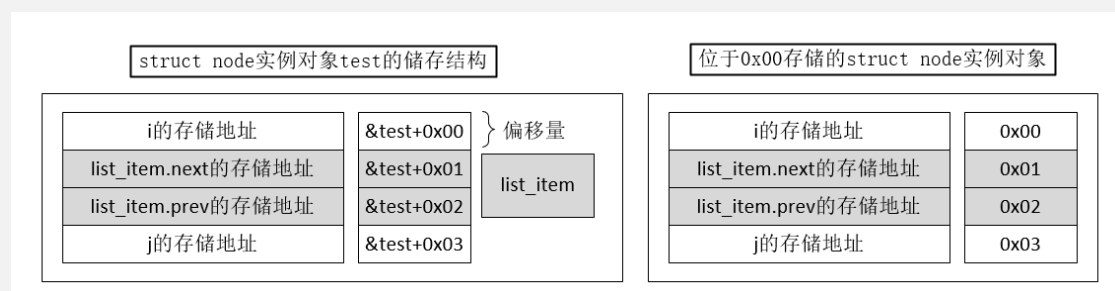 struct node实例对象test的储存结构
i的存储地址 &test+0x00 偏移量
list_item.next的存储地址 &test+0x01
list_item.prev的存储地址 &test+0x02
list_item
j的存储地址 &test+0x03
位于0x00存储的struct node实例对象
i的存储地址 0x00
list_item.next的存储地址 0x01
list_item.prev的存储地址 0x02
j的存储地址 0x03